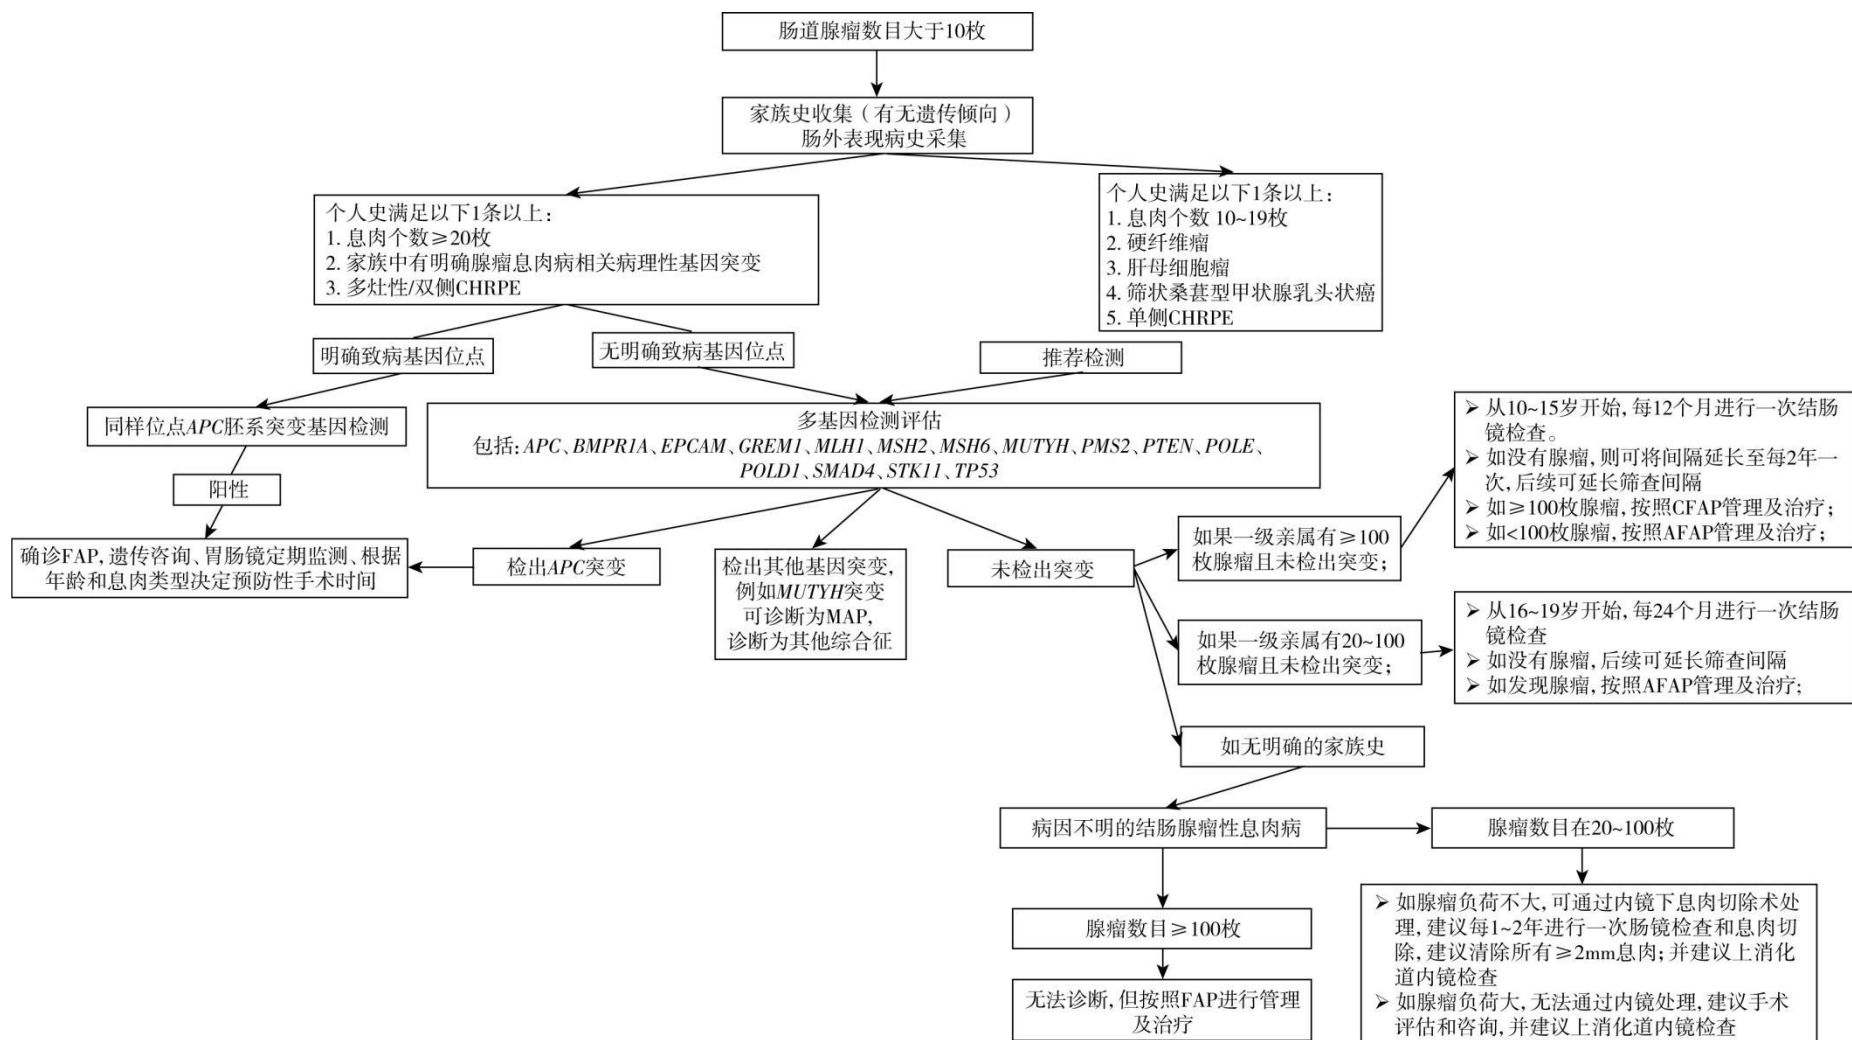 肠道腺瘤数目大于10枚
家族史收集（有无遗传倾向）
肠外表现病史采集
个人史满足以下1条以上：
1. 息肉个数≥20枚
2. 家族中有明确腺瘤息肉病相关病理性基因突变
3. 多灶性/双侧CHRPE
个人史满足以下1条以上：
1. 息肉个数 10~19枚
2. 硬纤维瘤
3. 肝母细胞瘤
4. 筛状桑葚型甲状腺乳头状癌
5. 单侧CHRPE
明确致病基因位点
无明确致病基因位点
推荐检测
同样位点APC胚系突变基因检测
多基因检测评估
包括：APC、BMPR1A、EPCAM、GREM1、MLH1、MSH2、MSH6、MUTYH、PMS2、PTEN、POLE、
POLD1、SMAD4、STK11、TP53
阳性
确诊FAP，遗传咨询、胃肠镜定期监测、根据
年龄和息肉类型决定预防性手术时间
检出APC突变
检出其他基因突变，
例如MUTYH突变
可诊断为MAP，
诊断为其他综合征
未检出突变
如果一级亲属有≥100
枚腺瘤且未检出突变；
➢ 从10~15岁开始，每12个月进行一次结肠
镜检查。
➢ 如没有腺瘤，则可将间隔延长至每2年一
次，后续可延长筛查间隔
➢ 如≥100枚腺瘤，按照CFAP管理及治疗；
➢ 如<100枚腺瘤，按照AFAP管理及治疗；
如果一级亲属有20~100
枚腺瘤且未检出突变；
➢ 从16~19岁开始，每24个月进行一次结肠
镜检查
➢ 如没有腺瘤，后续可延长筛查间隔
➢ 如发现腺瘤，按照AFAP管理及治疗；
如无明确的家族史
病因不明的结肠腺瘤性息肉病
腺瘤数目在20~100枚
腺瘤数目≥100枚
无法诊断，但按照FAP进行管理
及治疗
➢ 如腺瘤负荷不大，可通过内镜下息肉切除术处
理，建议每1~2年进行一次肠镜检查和息肉切
除，建议清除所有≥2mm息肉；并建议上消化
道内镜检查
➢ 如腺瘤负荷大，无法通过内镜处理，建议手术
评估和咨询，并建议上消化道内镜检查